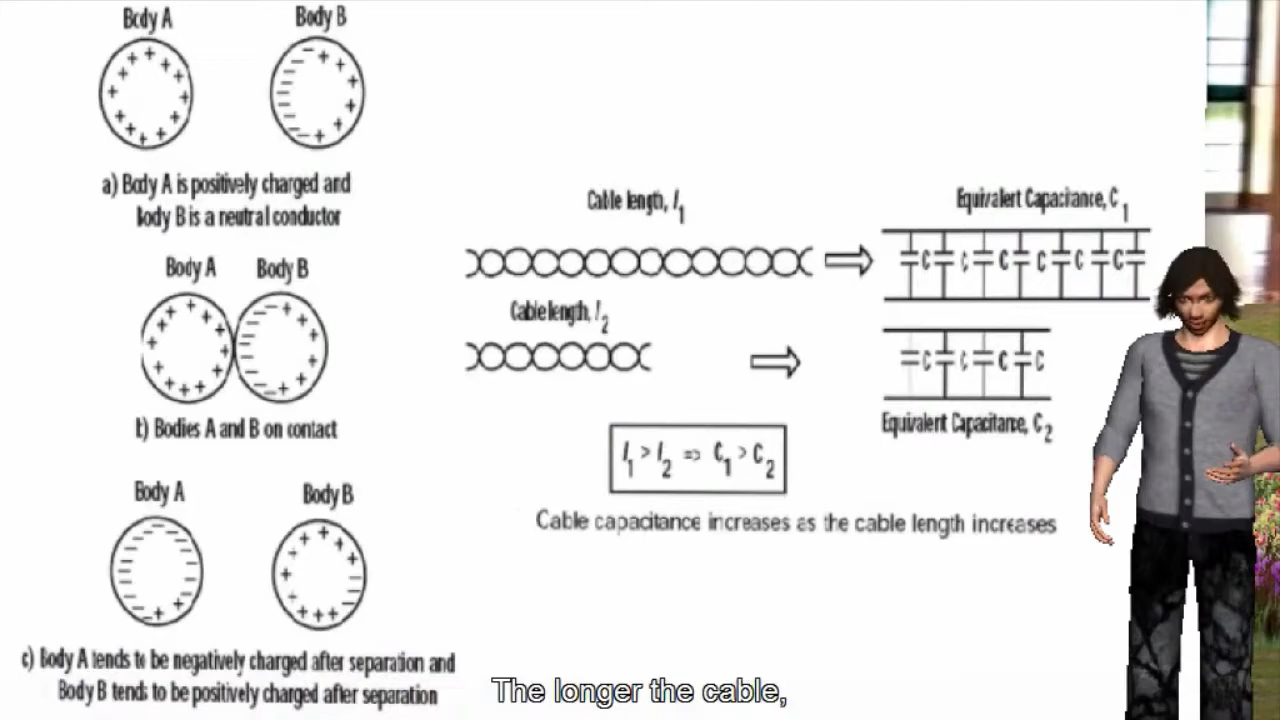 Body A
Body B
a) Body A is positively charged and
body B is a neutral conductor
Body A
Body B
b) Bodies A and B on contact
Body A
Body B
c) Body A tends to be negatively charged after separation and
Body B tends to be positively charged after separation
Cable length, l1
Equivalent Capacitance, C1
C C C C C C
Cable length, l2
C C C C
Equivalent Capacitance, C2
l1 > l2 => C1 > C2
Cable capacitance increases as the cable length increases
The longer the cable,